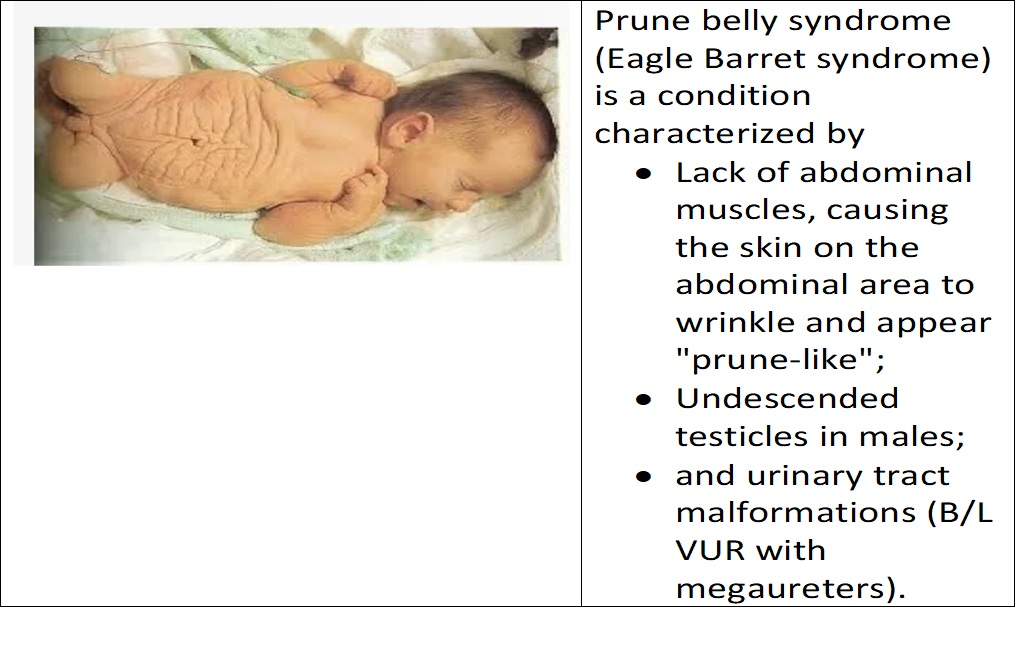 Prune belly syndrome
(Eagle Barret syndrome)
is a condition
characterized by
• Lack of abdominal
muscles, causing
the skin on the
abdominal area to
wrinkle and appear
"prune-like";
• Undescended
testicles in males;
• and urinary tract
malformations (B/L
VUR with
megaureters).